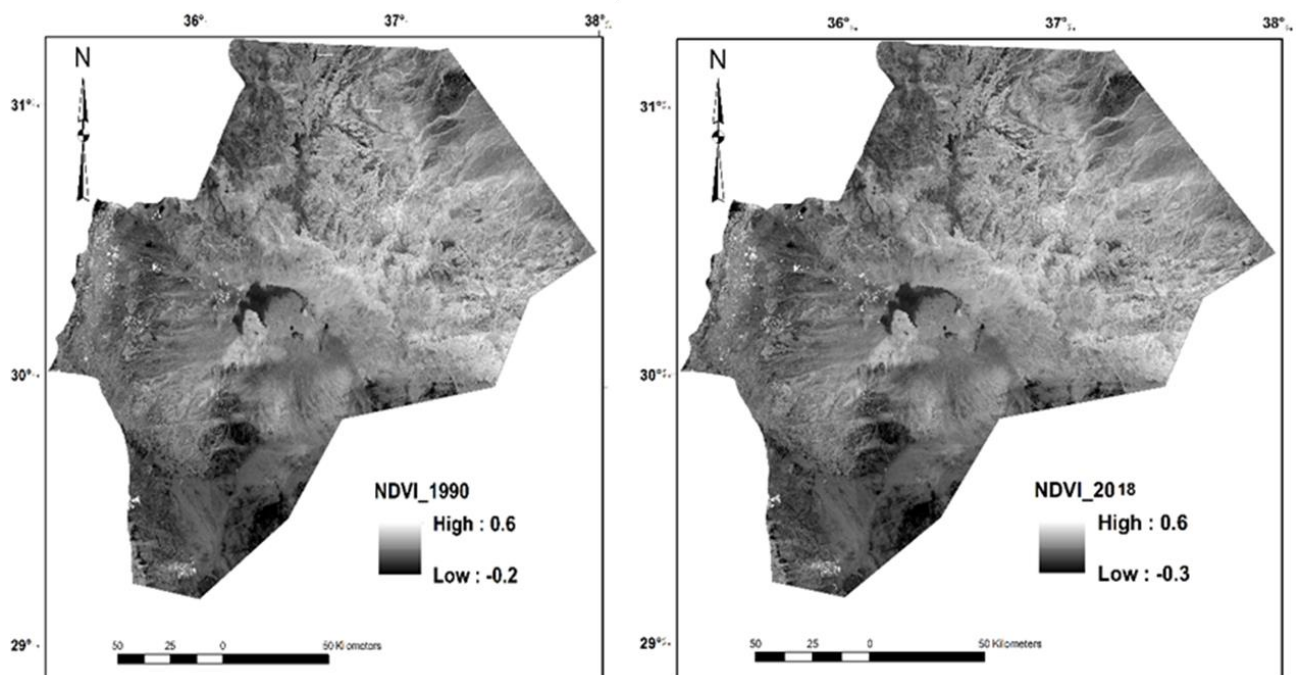 36° 37° 38°
N
31°
30°
29°
NDVI_1990
High : 0.6
Low : -0.2
50 25 0 50 Kilometers
36° 37° 38°
N
31°
30°
29°
NDVI_2018
High : 0.6
Low : -0.3
50 25 0 50 Kilometers